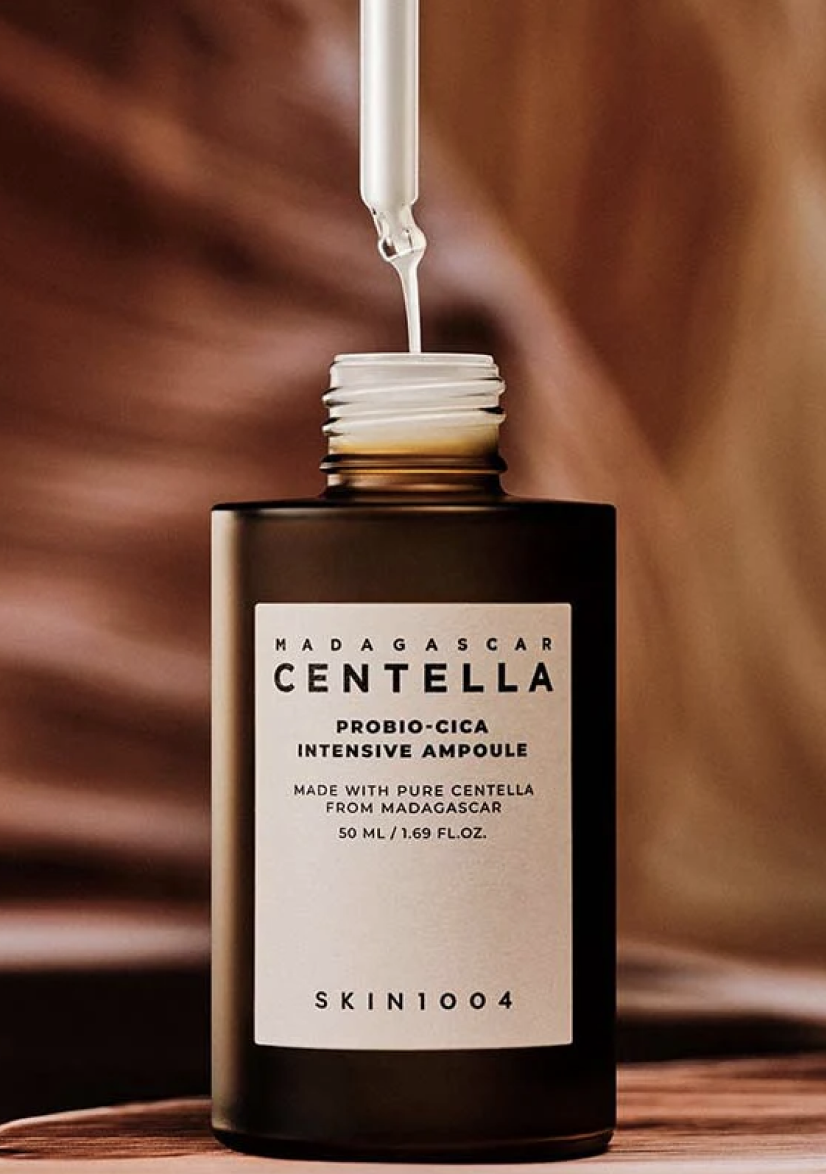 MADAGASCAR
CENTELLA
PROBIO-CICA
INTENSIVE AMPOULE
MADE WITH PURE CENTELLA
FROM MADAGASCAR
50 ML / 1.69 FL.OZ.
SKIN1004